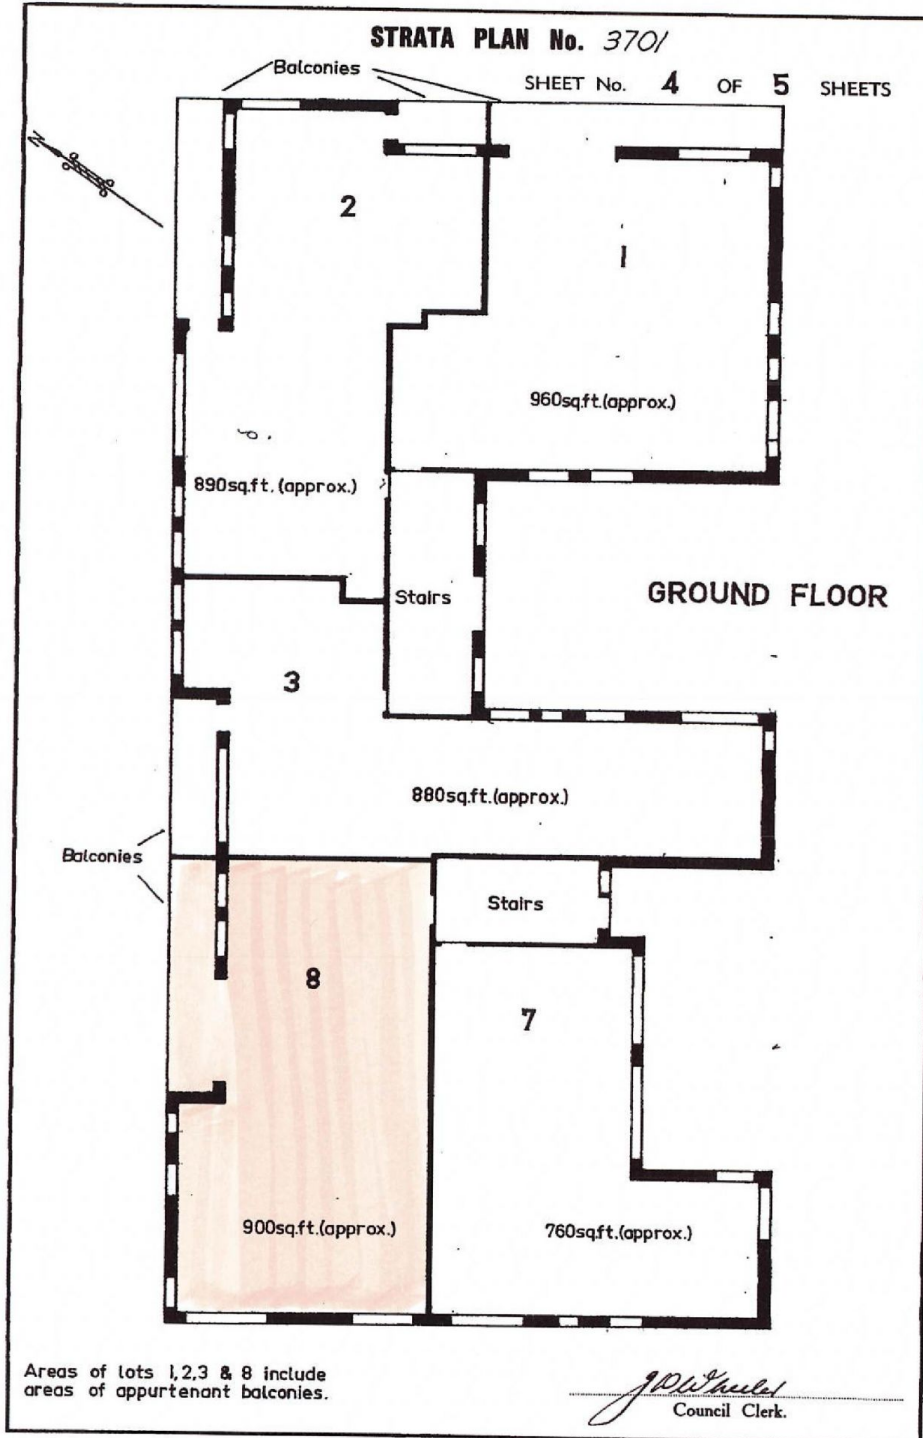 STRATA PLAN No. 3701
SHEET No. 4 OF 5 SHEETS
Balconies
N
2
1
960sq.ft.(approx.)
890sq.ft.(approx.)
Stairs
GROUND FLOOR
3
880sq.ft.(approx.)
Balconies
Stairs
8
7
900sq.ft.(approx.)
760sq.ft.(approx.)
Areas of lots 1,2,3 & 8 include
areas of appurtenant balconies.
Council Clerk.